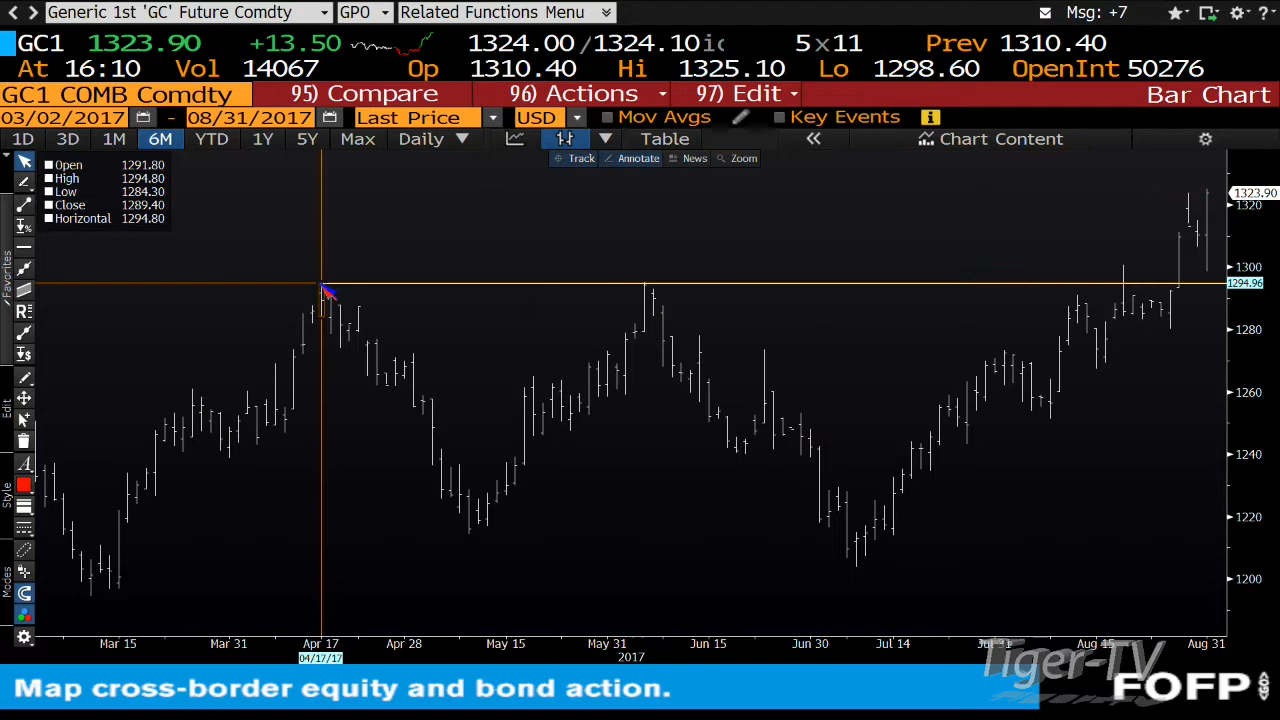 Generic 1st 'GC' Future Comdty GPO Related Functions Menu Msg: +7
GC1 1323.90 +13.50 1324.00 /1324.10ic 5x11 Prev 1310.40
At 16:10 Vol 14067 Op 1310.40 Hi 1325.10 Lo 1298.60 OpenInt 50276
GC1 COMB Comdty 95) Compare 96) Actions 97) Edit Bar Chart
03/02/2017 - 08/31/2017 Last Price USD Mov Avgs Key Events
1D 3D 1M 6M YTD 1Y 5Y Max Daily Table Chart Content
Track Annotate News Zoom
Open 1291.80
High 1294.80
Low 1284.30
Close 1289.40
Horizontal 1294.80
Favorites
Edit
Style
Modes
1323.90
1320
1300
1294.96
1280
1260
1240
1220
1200
Mar 15 Mar 31 Apr 17 Apr 28 May 15 May 31 Jun 15 Jun 30 Jul 14 Jul 31 Aug 15 Aug 31
04/17/17 2017
Tiger-TV
Map cross-border equity and bond action. FOFP <GO>